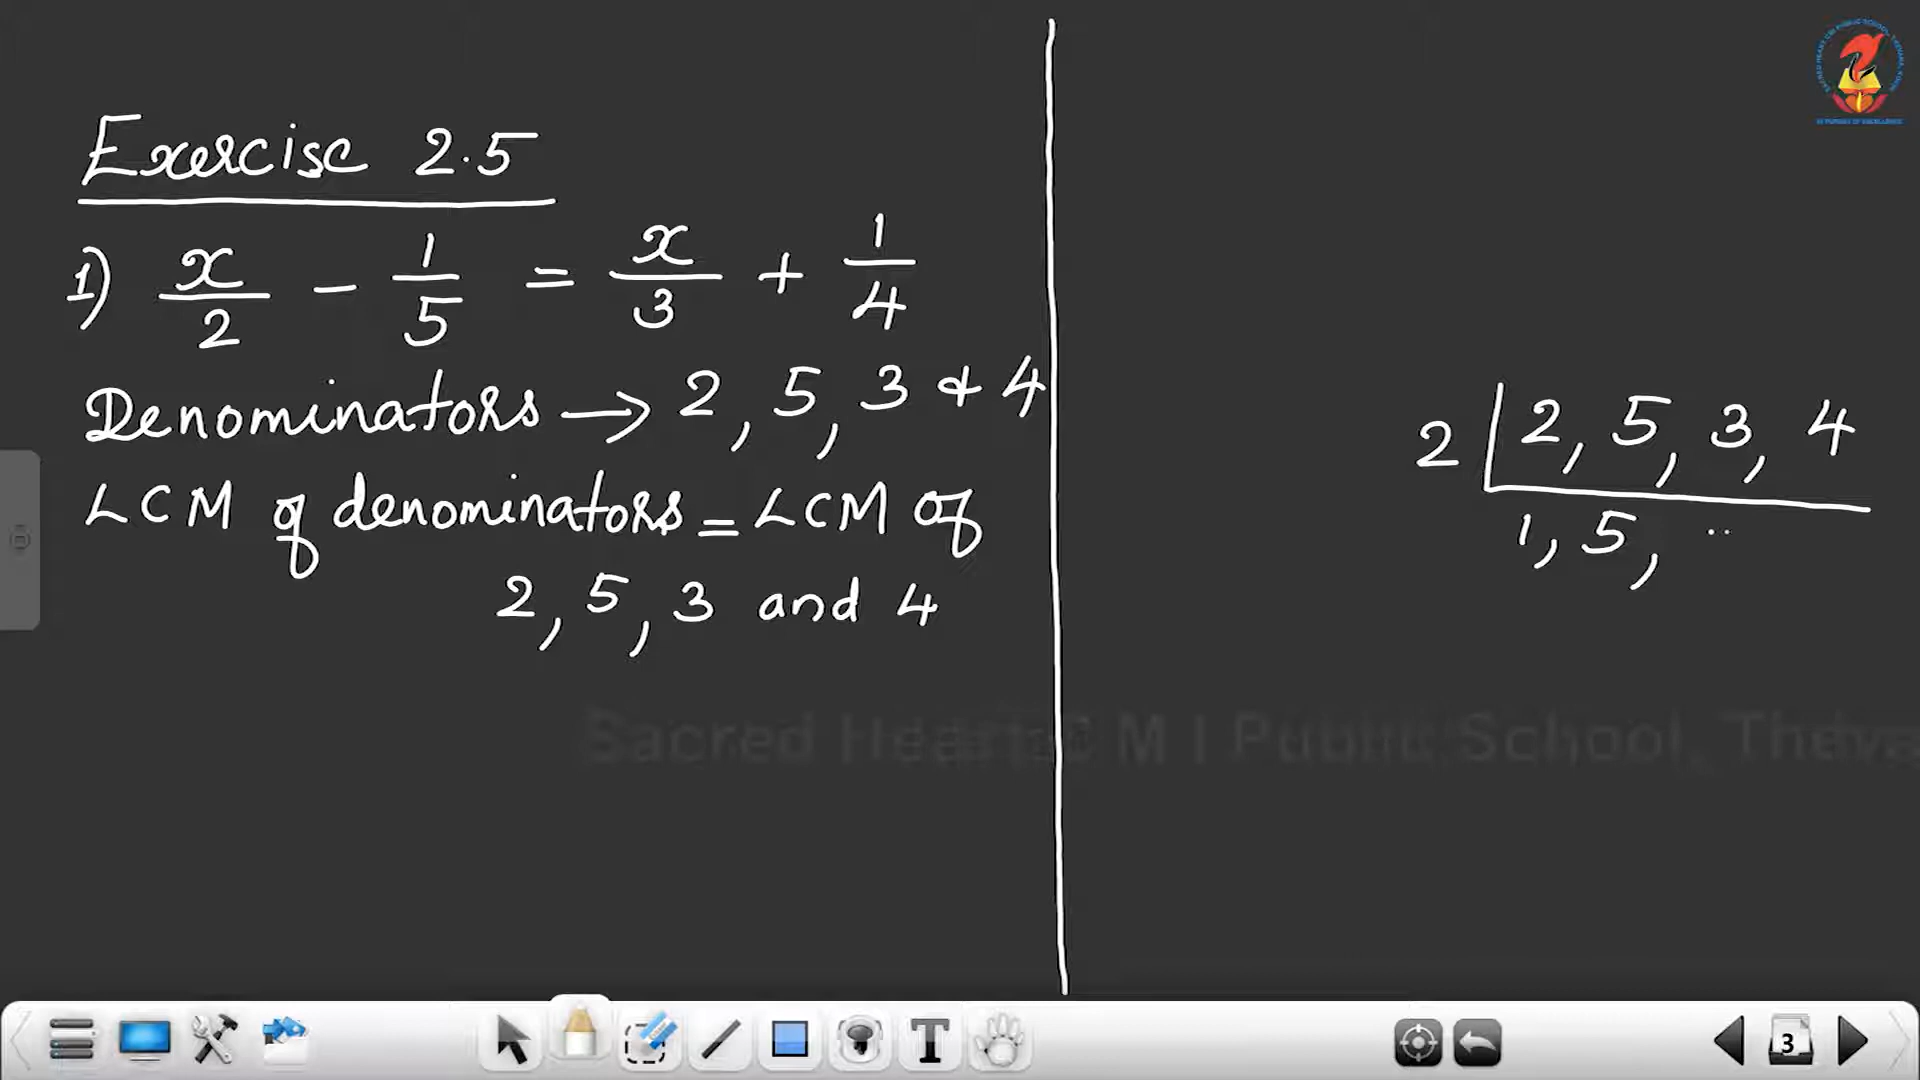 Exercise 2.5
1) x/2 - 1/5 = x/3 + 1/4
Denominators → 2, 5, 3 & 4
LCM of denominators = LCM of
2, 5, 3 and 4
2 | 2, 5, 3, 4
1, 5,
Sacred Heart C M I Public School, Theva
T
3